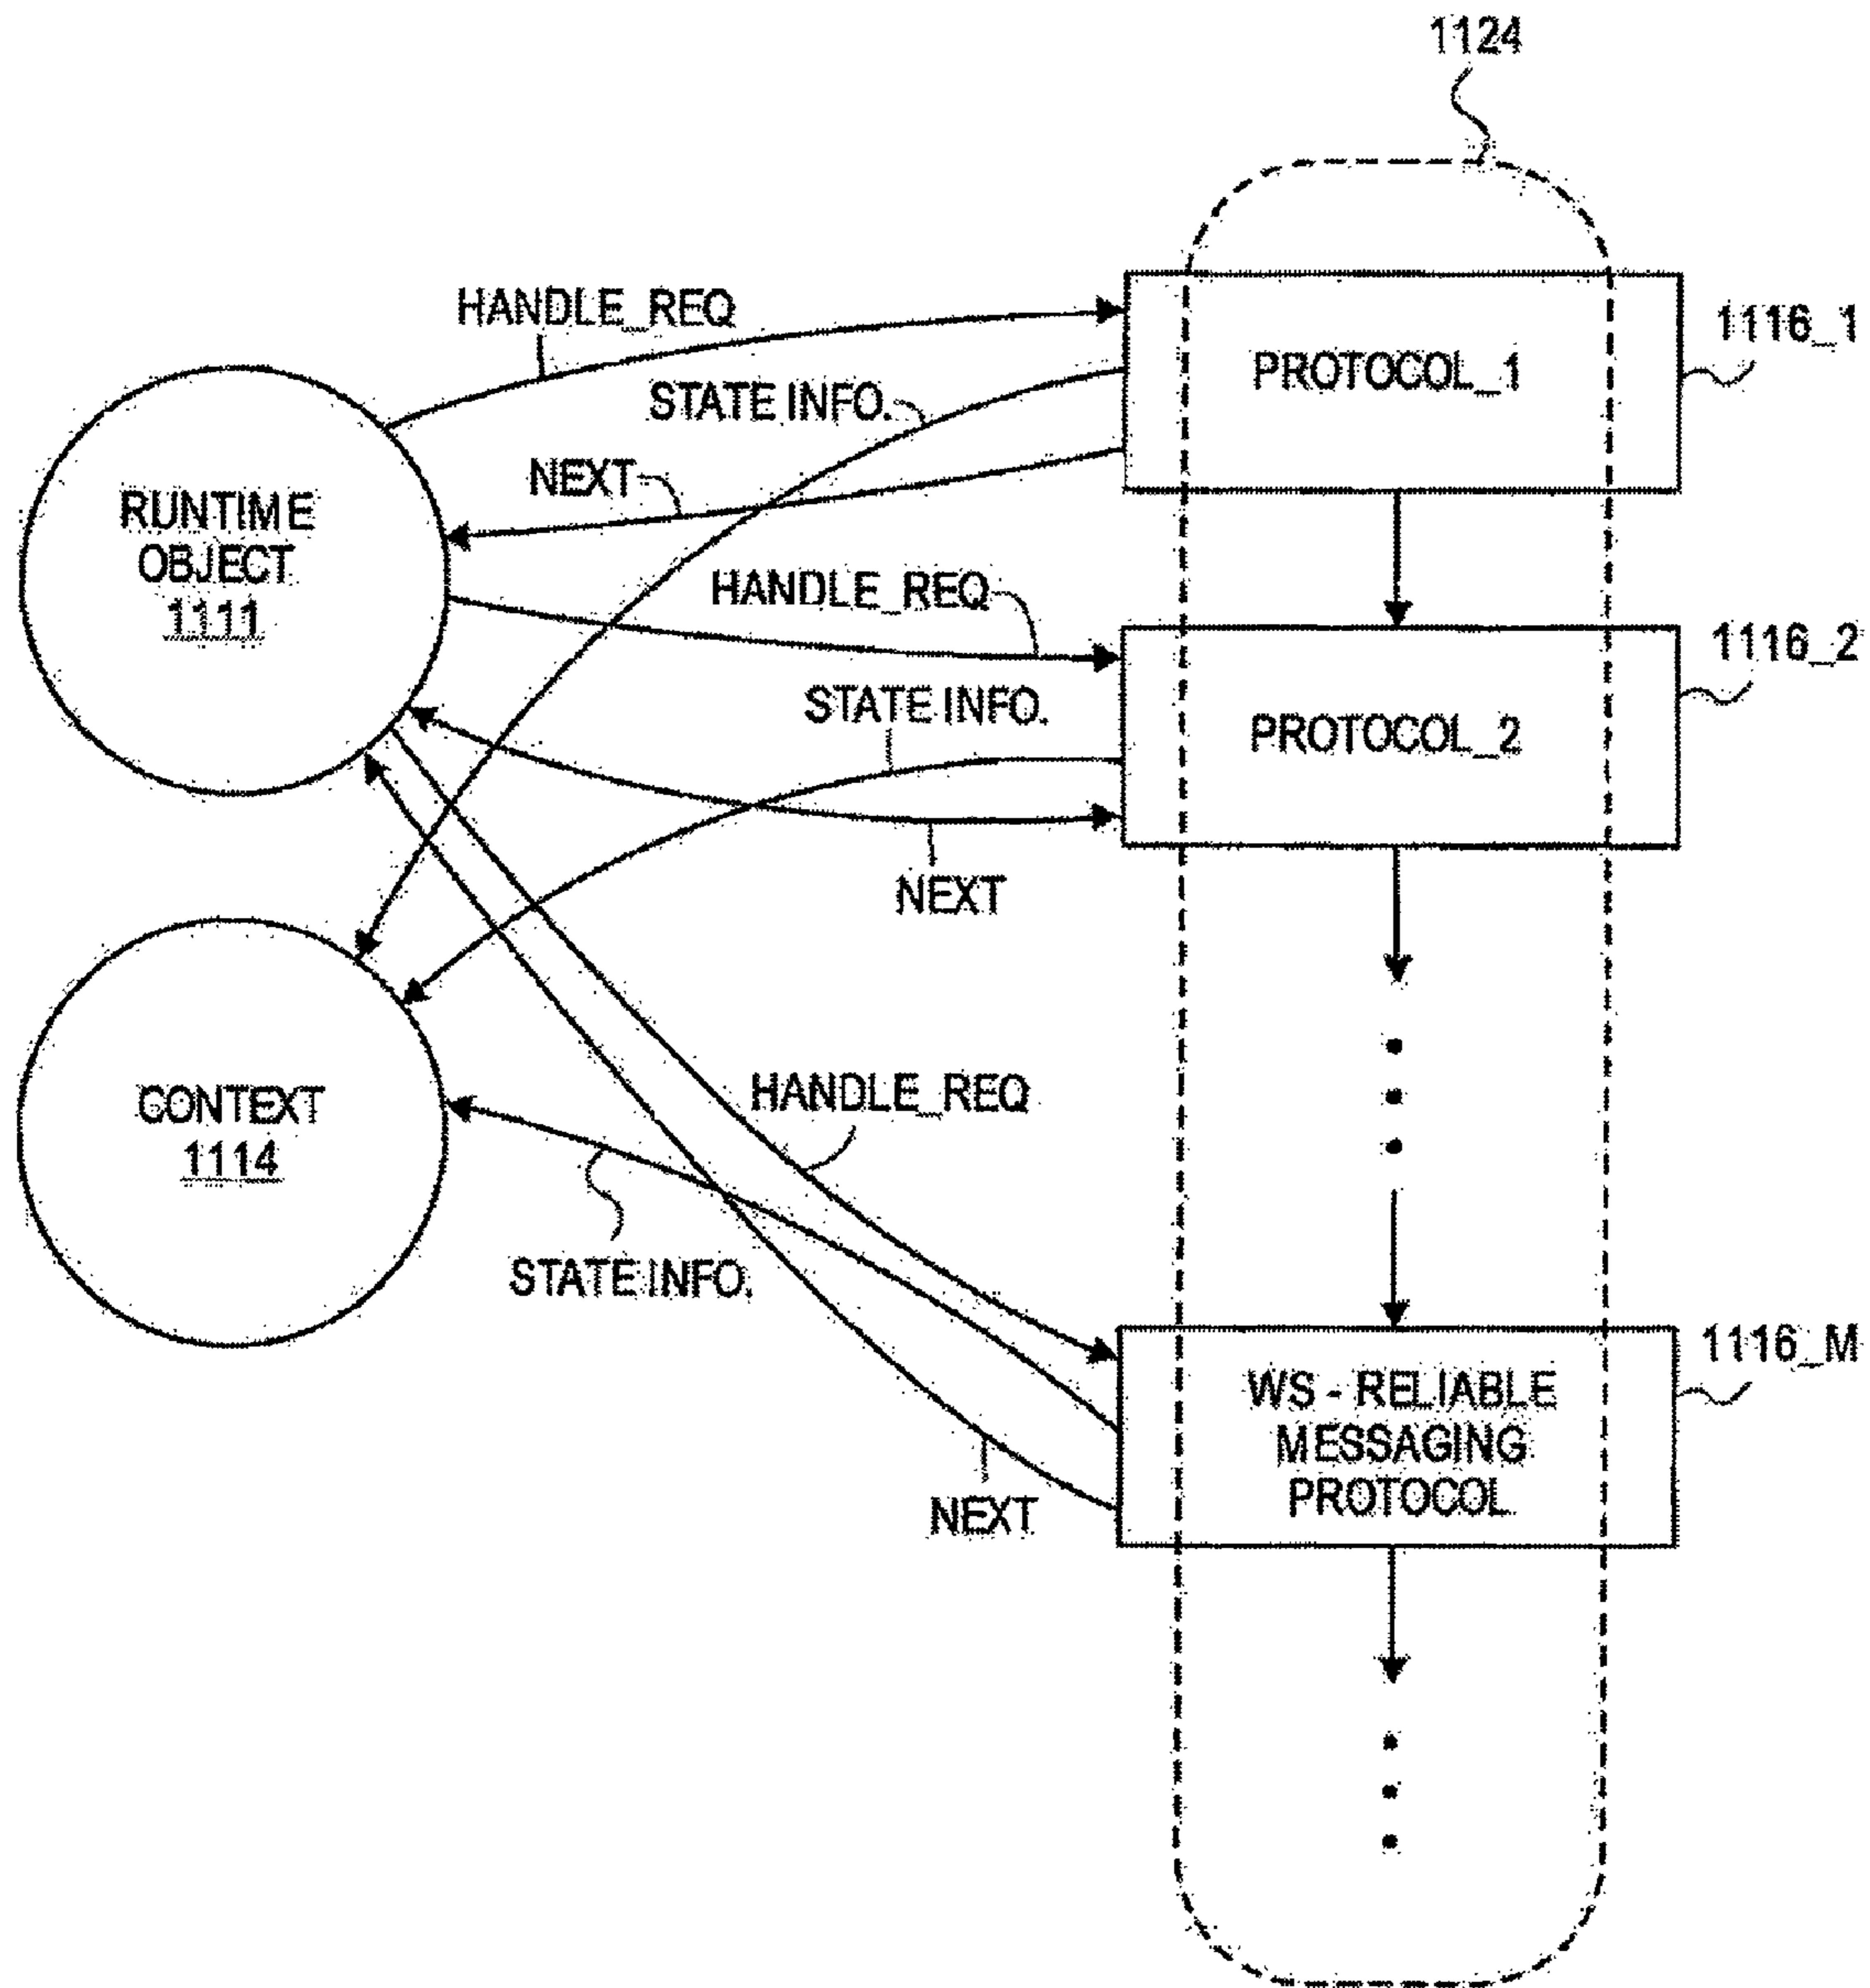 1124
HANDLE_REQ
1116_1
PROTOCOL_1
STATE INFO.
NEXT
RUNTIME
OBJECT
1111
HANDLE_REQ
1116_2
STATE INFO.
PROTOCOL_2
NEXT
CONTEXT
1114
HANDLE_REQ
STATE INFO.
1116_M
WS - RELIABLE
MESSAGING
PROTOCOL
NEXT